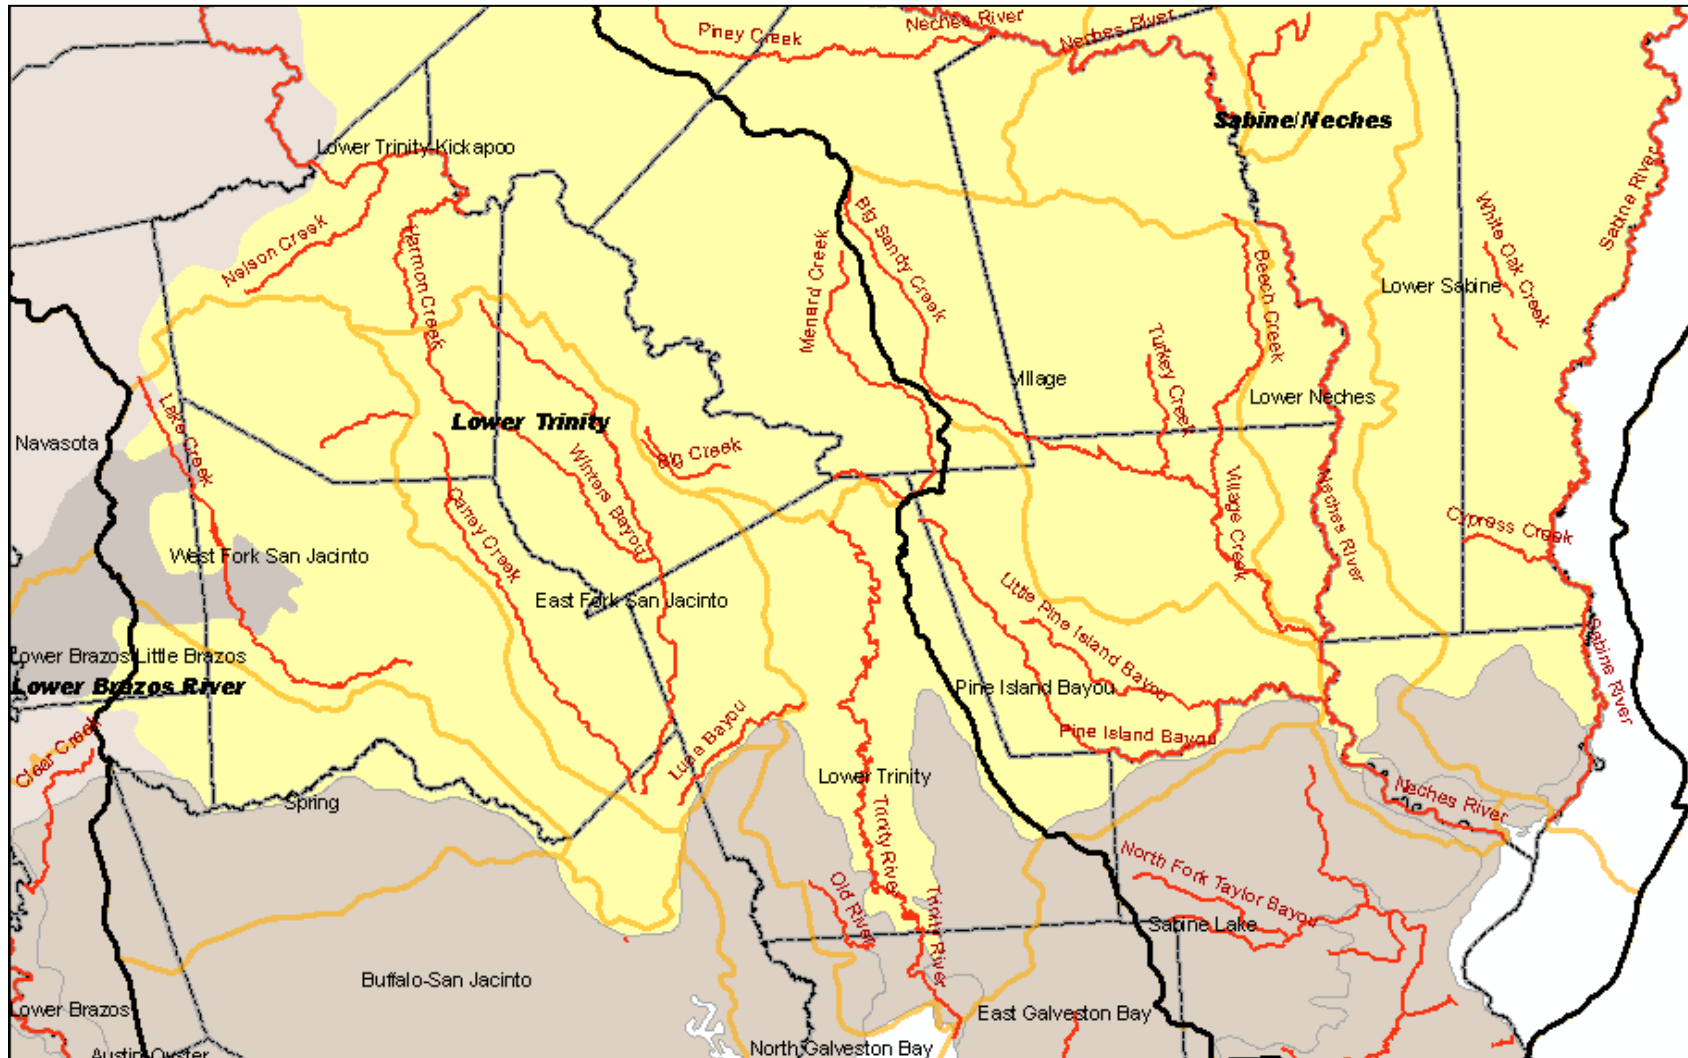 Neches River
Neches River
Piney Creek
Sabine/Neches
Lower Trinity-Kickapoo
Sabine River
Nelson Creek
Harmon Creek
Menard Creek
Big Sandy Creek
Beech Creek
White Oak Creek
Lower Sabine
Turkey Creek
Village
Lower Neches
Lake Creek
Lower Trinity
Navasota
Big Creek
Winters Bayou
Caney Creek
Village Creek
Neches River
Cypress Creek
West Fork San Jacinto
East Fork San Jacinto
Little Pine Island Bayou
Lower Brazos Little Brazos
Lower Brazos River
Pine Island Bayou
Sabine River
Pine Island Bayou
Luce Bayou
Clear Creek
Lower Trinity
Spring
Neches River
Trinity River
North Fork Taylor Bayou
Old River
Trinity River
Sabine Lake
Buffalo-San Jacinto
Lower Brazos
East Galveston Bay
North Galveston Bay
Austin-Oyster